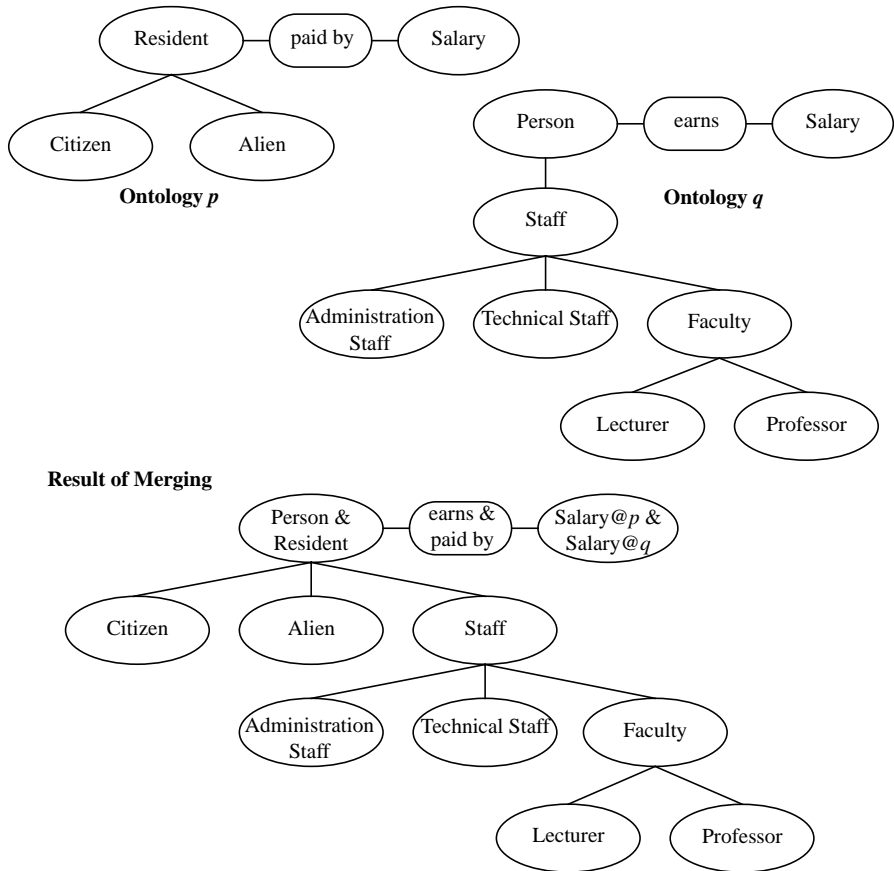 Resident
paid by
Salary
Citizen
Alien
Ontology p
Person
earns
Salary
Ontology q
Staff
Administration
Staff
Technical Staff
Faculty
Lecturer
Professor
Result of Merging
Person &
Resident
earns &
paid by
Salary@p &
Salary@q
Citizen
Alien
Staff
Administration
Staff
Technical Staff
Faculty
Lecturer
Professor